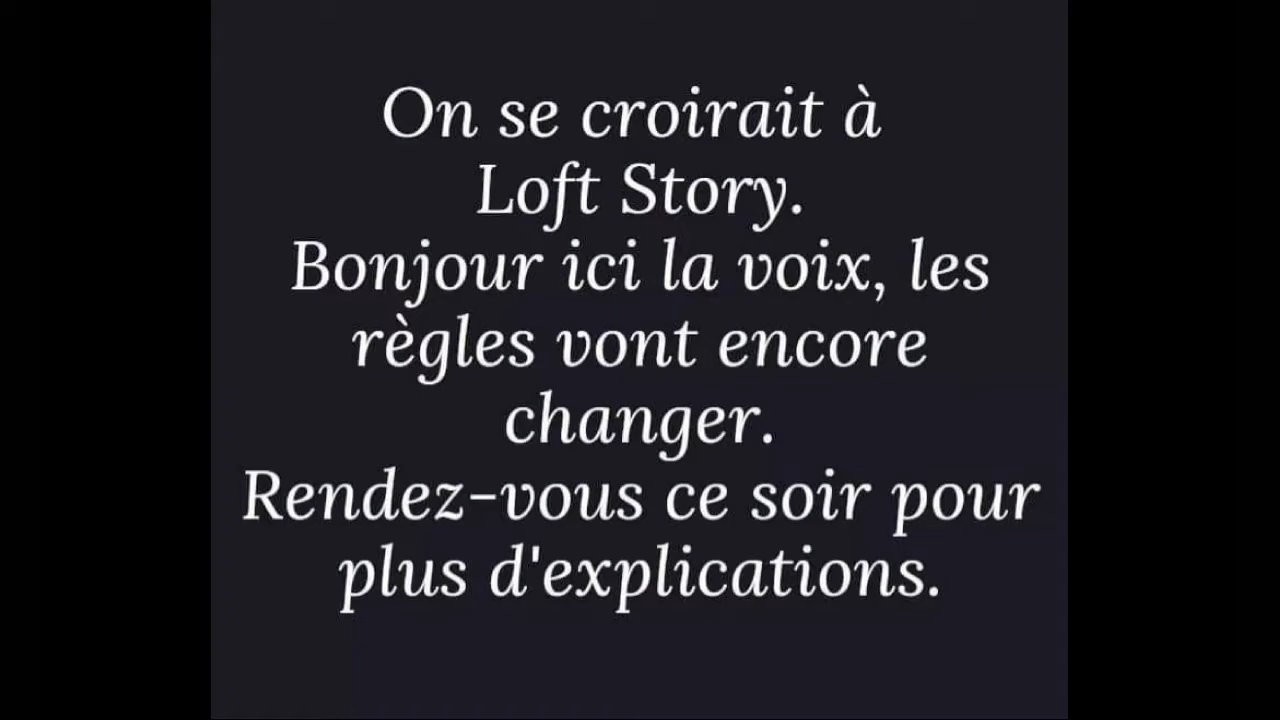 On se croirait à
Loft Story.
Bonjour ici la voix, les
règles vont encore
changer.
Rendez-vous ce soir pour
plus d'explications.